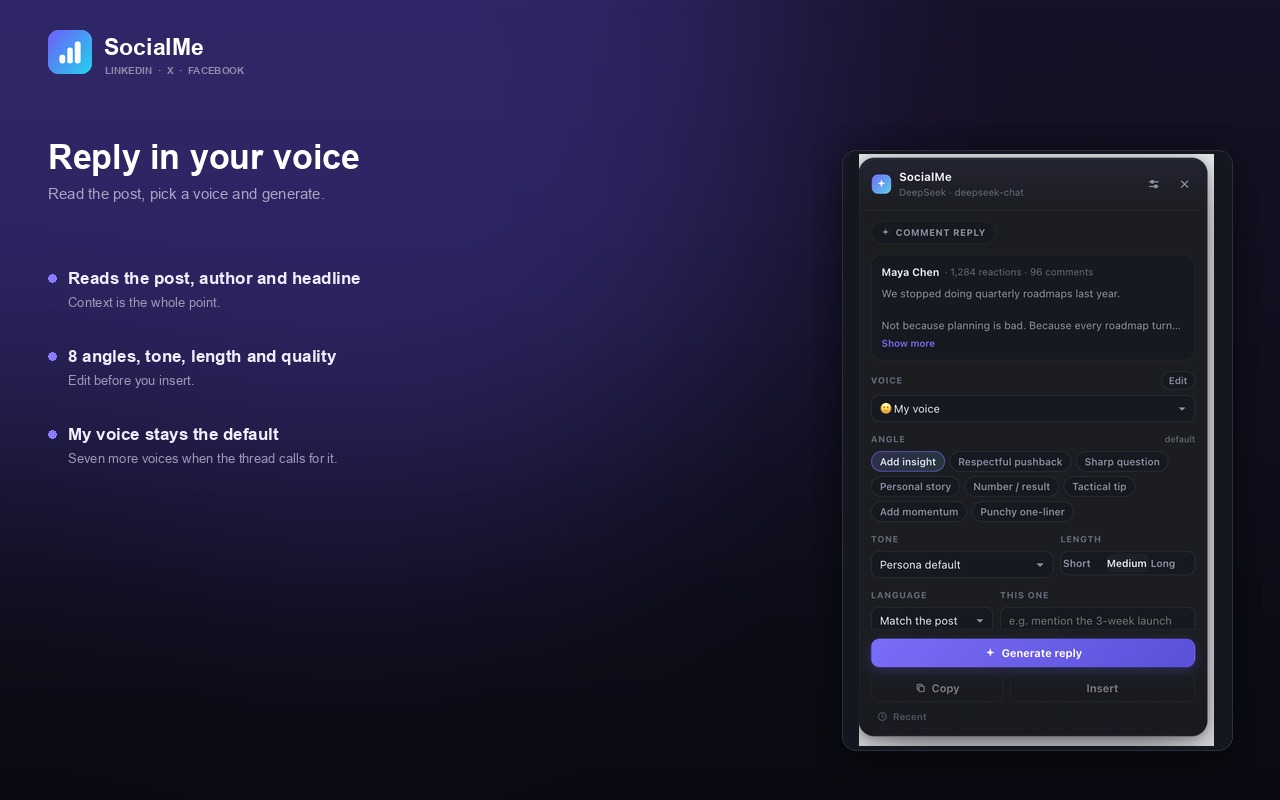 SocialMe
LINKEDIN · X · FACEBOOK
Reply in your voice
Read the post, pick a voice and generate.
Reads the post, author and headline
Context is the whole point.
8 angles, tone, length and quality
Edit before you insert.
My voice stays the default
Seven more voices when the thread calls for it.
SocialMe
DeepSeek · deepseek-chat
COMMENT REPLY
Maya Chen · 1,284 reactions · 96 comments
We stopped doing quarterly roadmaps last year.
Not because planning is bad. Because every roadmap turn...
Show more
VOICE Edit
🙂 My voice
ANGLE default
Add insight Respectful pushback Sharp question
Personal story Number / result Tactical tip
Add momentum Punchy one-liner
TONE LENGTH
Persona default Short Medium Long
LANGUAGE THIS ONE
Match the post e.g. mention the 3-week launch
Generate reply
Copy Insert
Recent